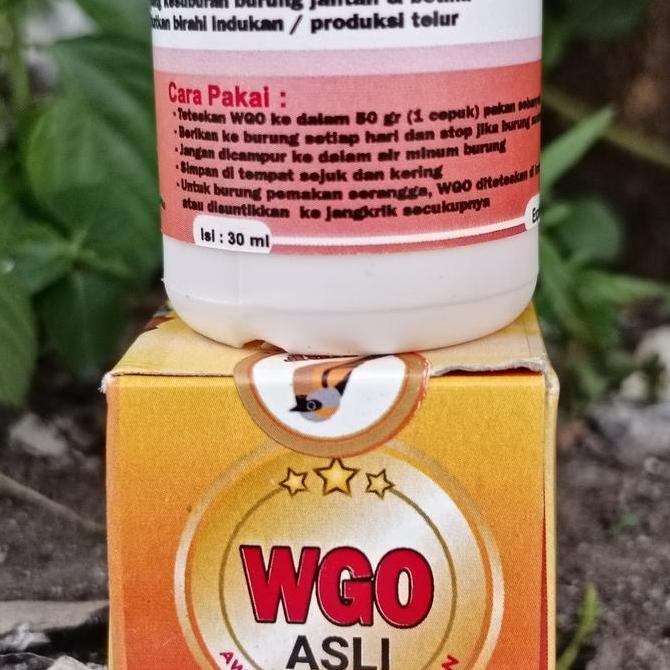 kesuburan burung jantan &
birahi Indukan / produksi telur
Cara Pakai :
• Teteskan WGO ke dalam 50 gr (1 cepuk) pakan
• Berikan ke burung setiap hari dan stop jika burung
• Jangan dicampur ke dalam air minum burung
• Simpan di tempat sejuk dan kering
• Untuk burung pemakan serangga, WGO diteteskan
atau disuntikkan ke jangkrik secukupnya
Isi : 30 ml
WGO
ASLI